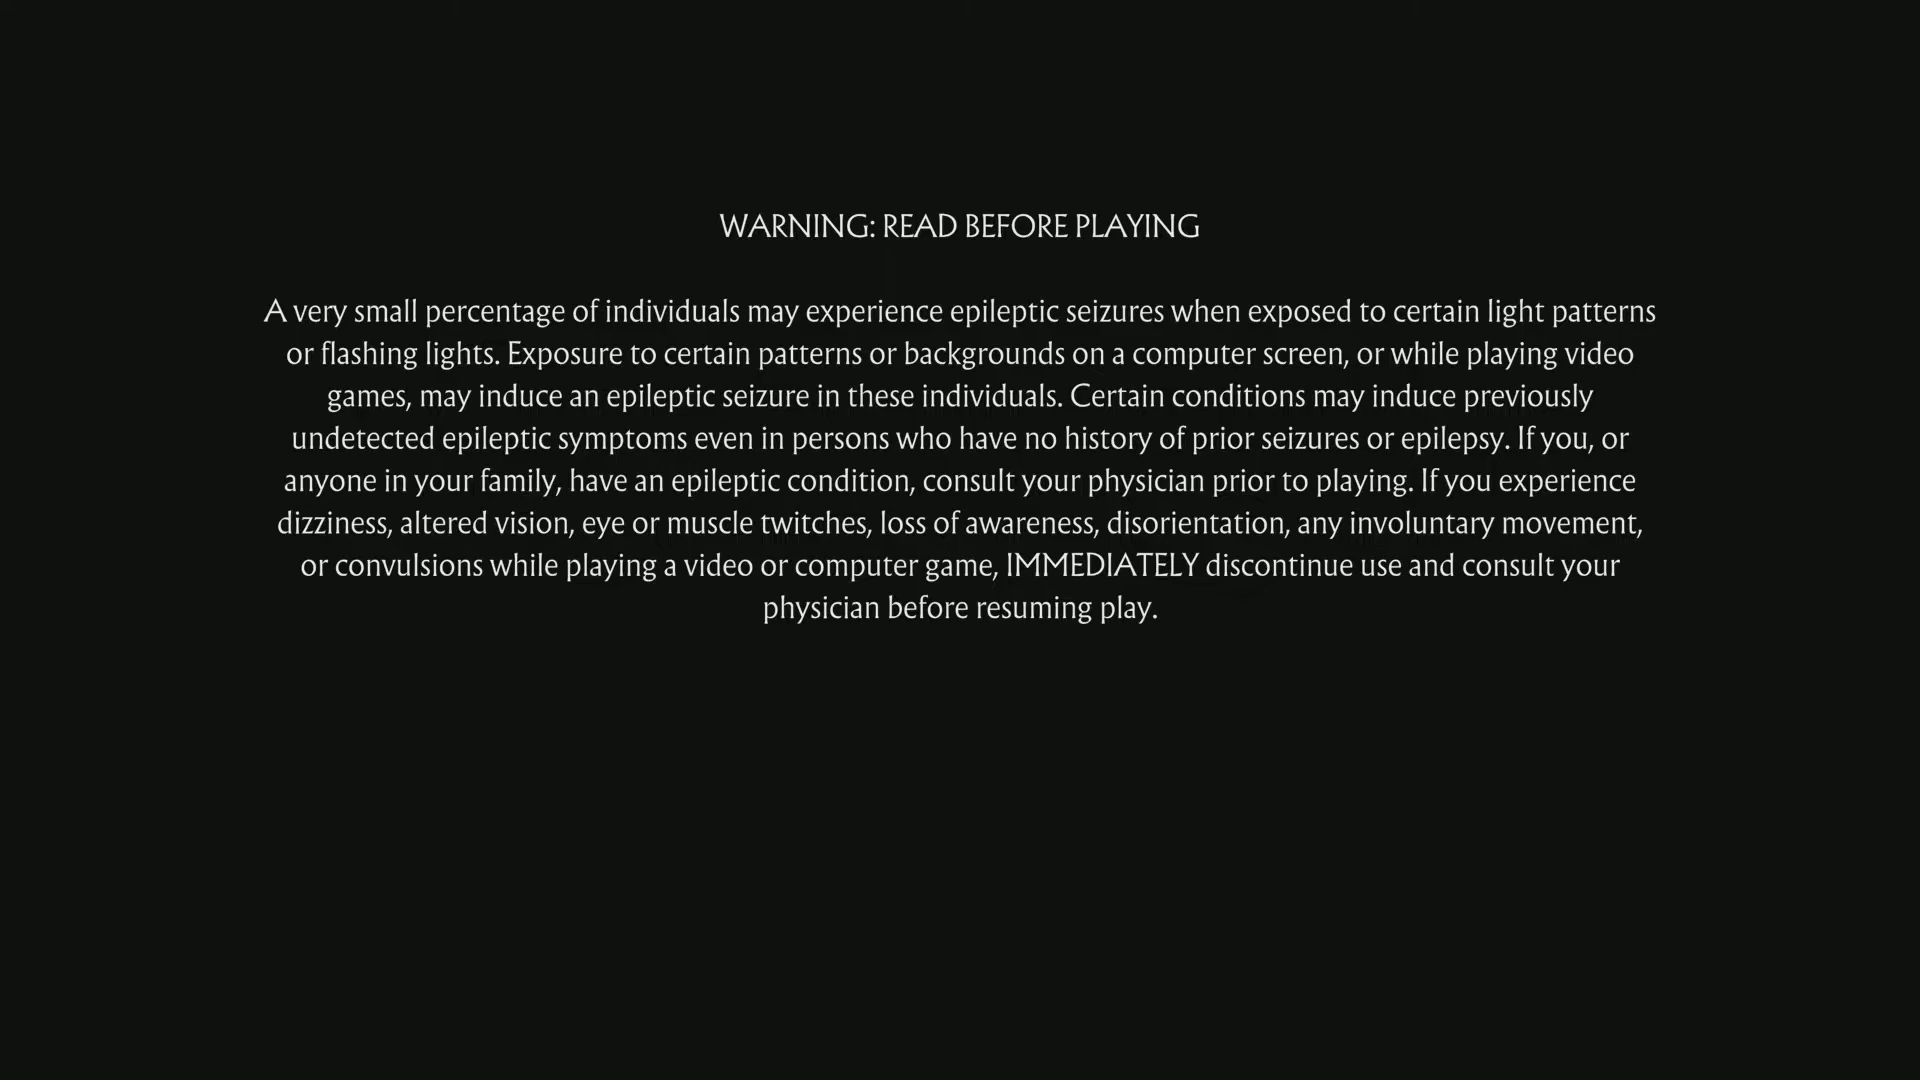 WARNING: READ BEFORE PLAYING
A very small percentage of individuals may experience epileptic seizures when exposed to certain light patterns
or flashing lights. Exposure to certain patterns or backgrounds on a computer screen, or while playing video
games, may induce an epileptic seizure in these individuals. Certain conditions may induce previously
undetected epileptic symptoms even in persons who have no history of prior seizures or epilepsy. If you, or
anyone in your family, have an epileptic condition, consult your physician prior to playing. If you experience
dizziness, altered vision, eye or muscle twitches, loss of awareness, disorientation, any involuntary movement,
or convulsions while playing a video or computer game, IMMEDIATELY discontinue use and consult your
physician before resuming play.